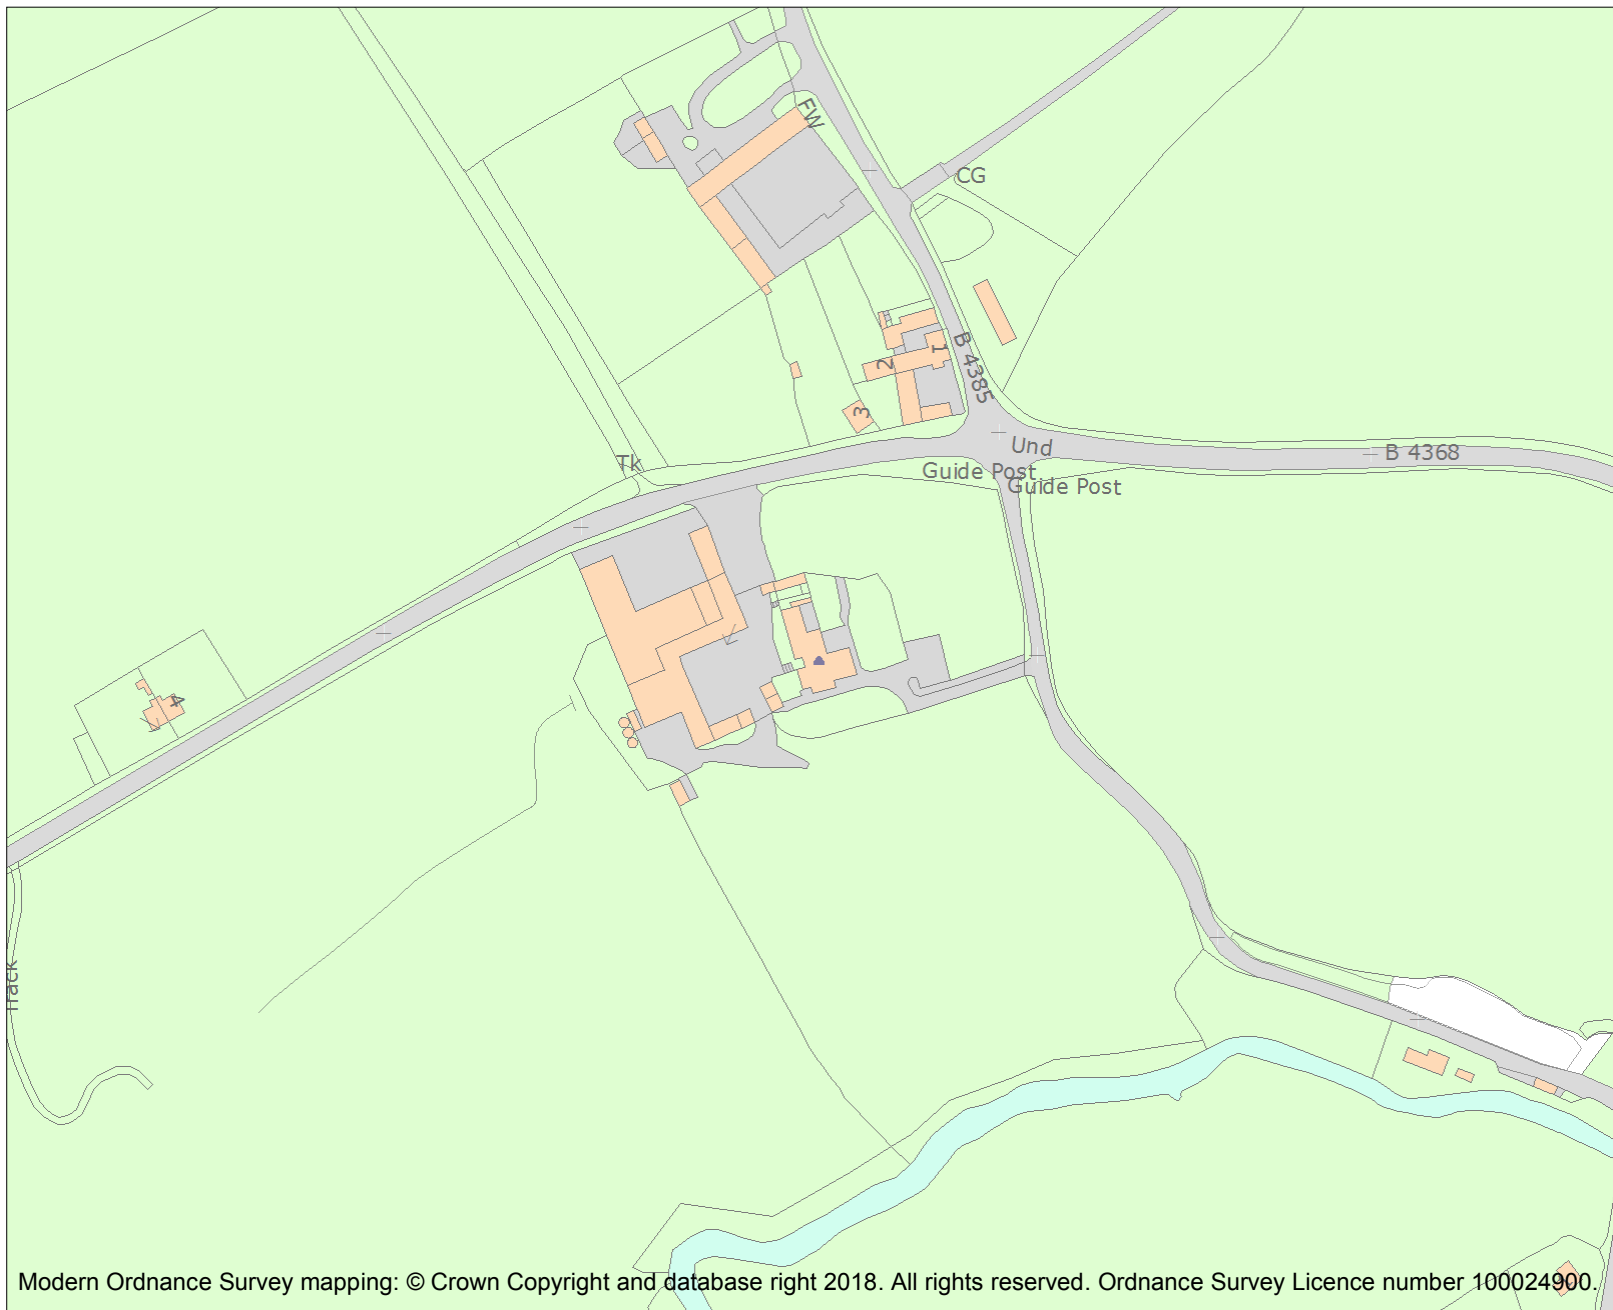 FW
CG
B 4385
1
2
3
Und
B 4368
Tk
Guide Post
Guide Post
4
Track
Modern Ordnance Survey mapping: © Crown Copyright and database right 2018. All rights reserved. Ordnance Survey Licence number 100024900.